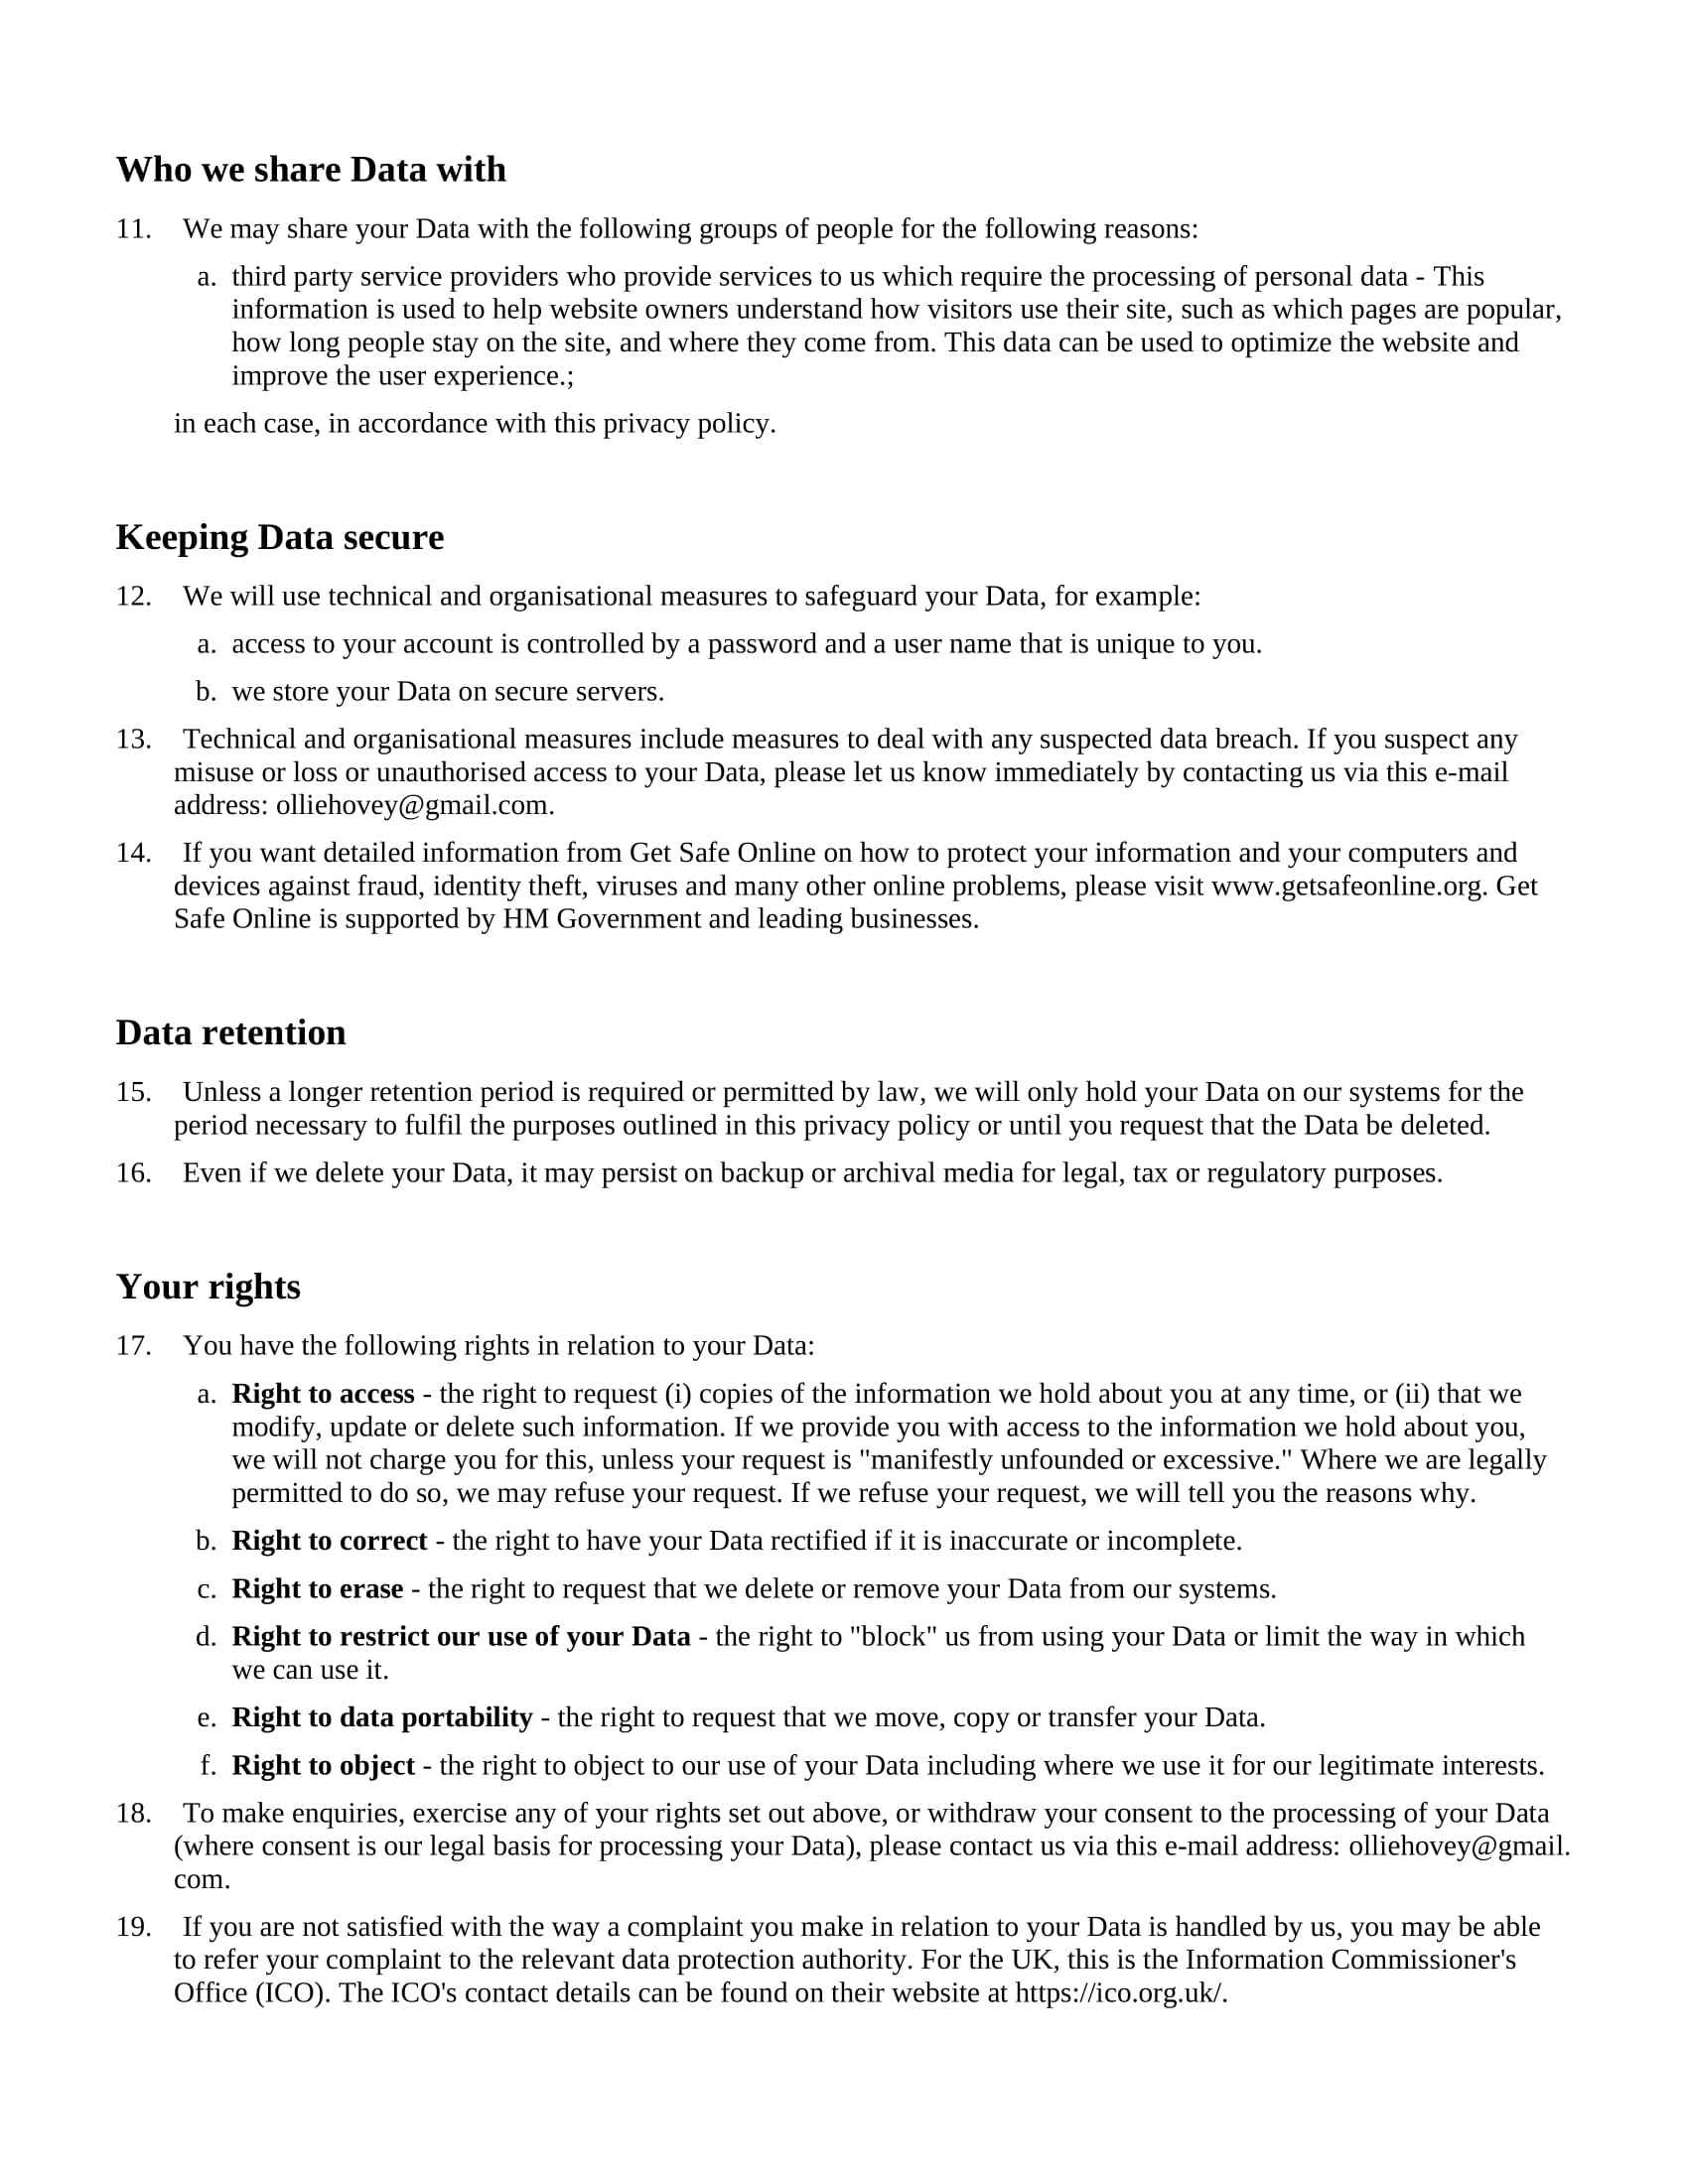 Who we share Data with
11. We may share your Data with the following groups of people for the following reasons:
a. third party service providers who provide services to us which require the processing of personal data - This
information is used to help website owners understand how visitors use their site, such as which pages are popular,
how long people stay on the site, and where they come from. This data can be used to optimize the website and
improve the user experience.;
in each case, in accordance with this privacy policy.
Keeping Data secure
12. We will use technical and organisational measures to safeguard your Data, for example:
a. access to your account is controlled by a password and a user name that is unique to you.
b. we store your Data on secure servers.
13. Technical and organisational measures include measures to deal with any suspected data breach. If you suspect any
misuse or loss or unauthorised access to your Data, please let us know immediately by contacting us via this e-mail
address: olliehovey@gmail.com.
14. If you want detailed information from Get Safe Online on how to protect your information and your computers and
devices against fraud, identity theft, viruses and many other online problems, please visit www.getsafeonline.org. Get
Safe Online is supported by HM Government and leading businesses.
Data retention
15. Unless a longer retention period is required or permitted by law, we will only hold your Data on our systems for the
period necessary to fulfil the purposes outlined in this privacy policy or until you request that the Data be deleted.
16. Even if we delete your Data, it may persist on backup or archival media for legal, tax or regulatory purposes.
Your rights
17. You have the following rights in relation to your Data:
a. Right to access - the right to request (i) copies of the information we hold about you at any time, or (ii) that we
modify, update or delete such information. If we provide you with access to the information we hold about you,
we will not charge you for this, unless your request is "manifestly unfounded or excessive." Where we are legally
permitted to do so, we may refuse your request. If we refuse your request, we will tell you the reasons why.
b. Right to correct - the right to have your Data rectified if it is inaccurate or incomplete.
c. Right to erase - the right to request that we delete or remove your Data from our systems.
d. Right to restrict our use of your Data - the right to "block" us from using your Data or limit the way in which
we can use it.
e. Right to data portability - the right to request that we move, copy or transfer your Data.
f. Right to object - the right to object to our use of your Data including where we use it for our legitimate interests.
18. To make enquiries, exercise any of your rights set out above, or withdraw your consent to the processing of your Data
(where consent is our legal basis for processing your Data), please contact us via this e-mail address: olliehovey@gmail.
com.
19. If you are not satisfied with the way a complaint you make in relation to your Data is handled by us, you may be able
to refer your complaint to the relevant data protection authority. For the UK, this is the Information Commissioner's
Office (ICO). The ICO's contact details can be found on their website at https://ico.org.uk/.